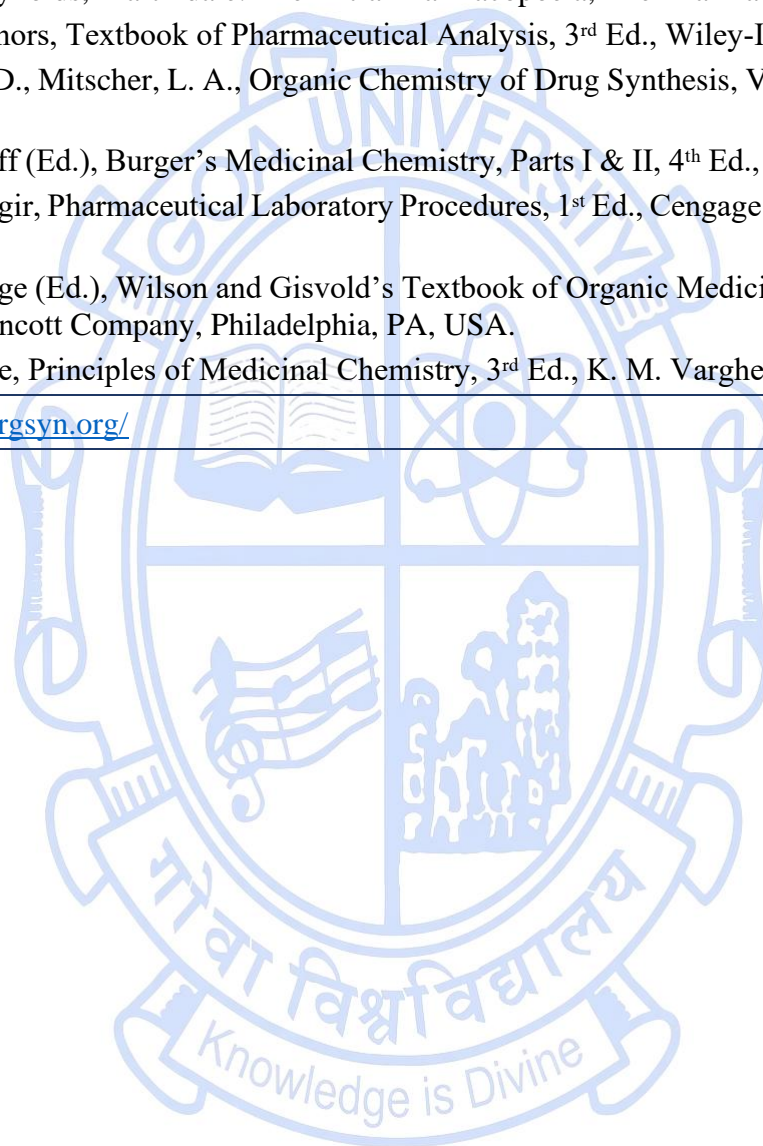 hors, Textbook of Pharmaceutical Analysis, 3rd Ed., Wiley-I
D., Mitscher, L. A., Organic Chemistry of Drug Synthesis, V
ff (Ed.), Burger’s Medicinal Chemistry, Parts I & II, 4th Ed.,
gir, Pharmaceutical Laboratory Procedures, 1st Ed., Cengage
ge (Ed.), Wilson and Gisvold’s Textbook of Organic Medici
ncott Company, Philadelphia, PA, USA.
e, Principles of Medicinal Chemistry, 3rd Ed., K. M. Varghe
rgsyn.org/
GOA UNIVERSITY
गोंवा विश्वविद्यालय
Knowledge is Divine